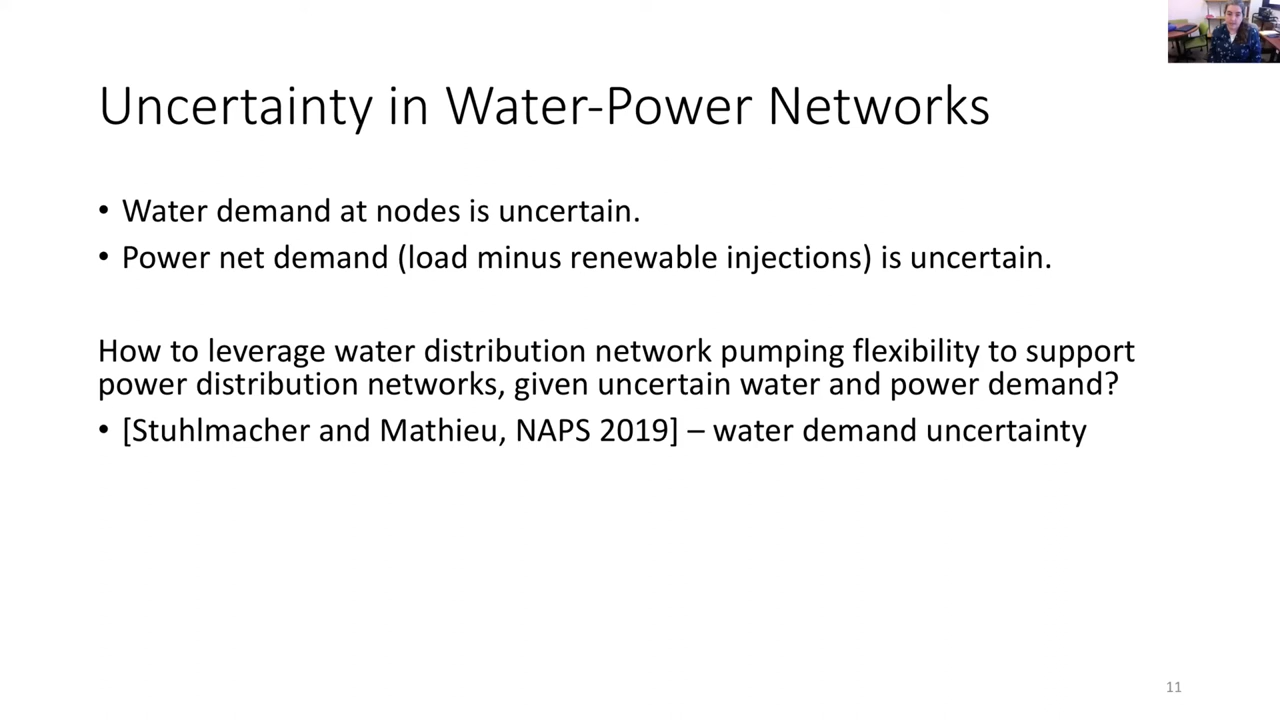 Uncertainty in Water-Power Networks
• Water demand at nodes is uncertain.
• Power net demand (load minus renewable injections) is uncertain.
How to leverage water distribution network pumping flexibility to support
power distribution networks, given uncertain water and power demand?
• [Stuhlmacher and Mathieu, NAPS 2019] – water demand uncertainty
11